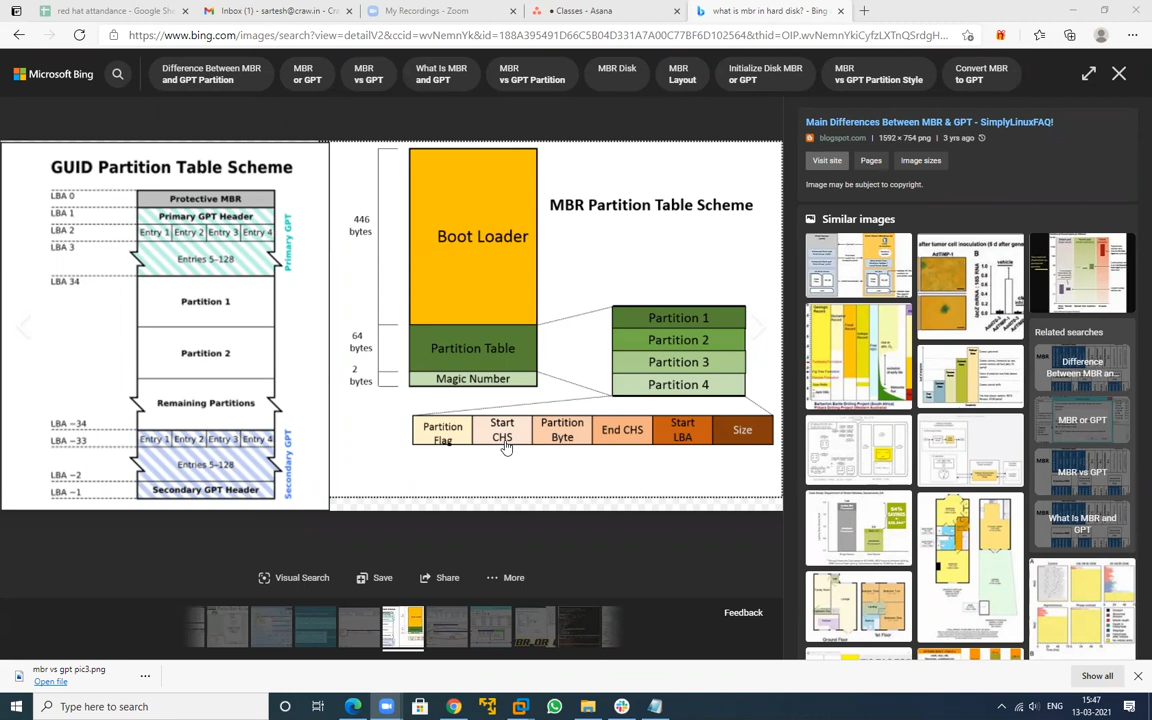 red hat attandance - Google She
Inbox (1) - sartesh@craw.in - Cra
My Recordings - Zoom
• Classes - Asana
what is mbr in hard disk? - Bing
https://www.bing.com/images/search?view=detailV2&ccid=wvNemnYk&id=188A395491D66C5B04D331A7A00C77BF6D102564&thid=OIP.wvNemnYkiCyfzLXTnQSrdgH...
Microsoft Bing
Difference Between MBR
and GPT Partition
MBR
or GPT
MBR
vs GPT
What Is MBR
and GPT
MBR
vs GPT Partition
MBR Disk
MBR
Layout
Initialize Disk MBR
or GPT
MBR
vs GPT Partition Style
Convert MBR
to GPT
GUID Partition Table Scheme
LBA 0
Protective MBR
LBA 1
Primary GPT Header
LBA 2
Entry 1
Entry 2
Entry 3
Entry 4
LBA 3
Entries 5–128
Primary GPT
LBA 34
Partition 1
Partition 2
Remaining Partitions
LBA −34
LBA −33
Entry 1
Entry 2
Entry 3
Entry 4
Entries 5–128
LBA −2
LBA −1
Secondary GPT Header
Secondary GPT
MBR Partition Table Scheme
446
bytes
Boot Loader
64
bytes
Partition Table
2
bytes
Magic Number
Partition 1
Partition 2
Partition 3
Partition 4
Partition
Flag
Start
CHS
Partition
Byte
End CHS
Start
LBA
Size
Main Differences Between MBR & GPT - SimplyLinuxFAQ!
blogspot.com | 1592 × 754 png | 3 yrs ago
Visit site
Pages
Image sizes
Image may be subject to copyright.
Similar images
Related searches
Difference
Between MBR an...
MBR or GPT
MBR vs GPT
What Is MBR and
GPT
Visual Search
Save
Share
More
Feedback
mbr vs gpt pic3.png
Open file
Show all
Type here to search
ENG
15:47
13-03-2021